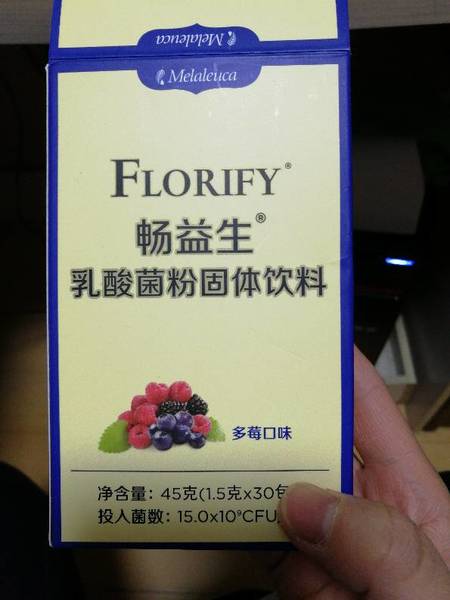 Melaleuca
Melaleuca
FLORIFY®
畅益生®
乳酸菌粉固体饮料
多莓口味
净含量: 45克(1.5克x30包
投入菌数: 15.0x10⁹CFU